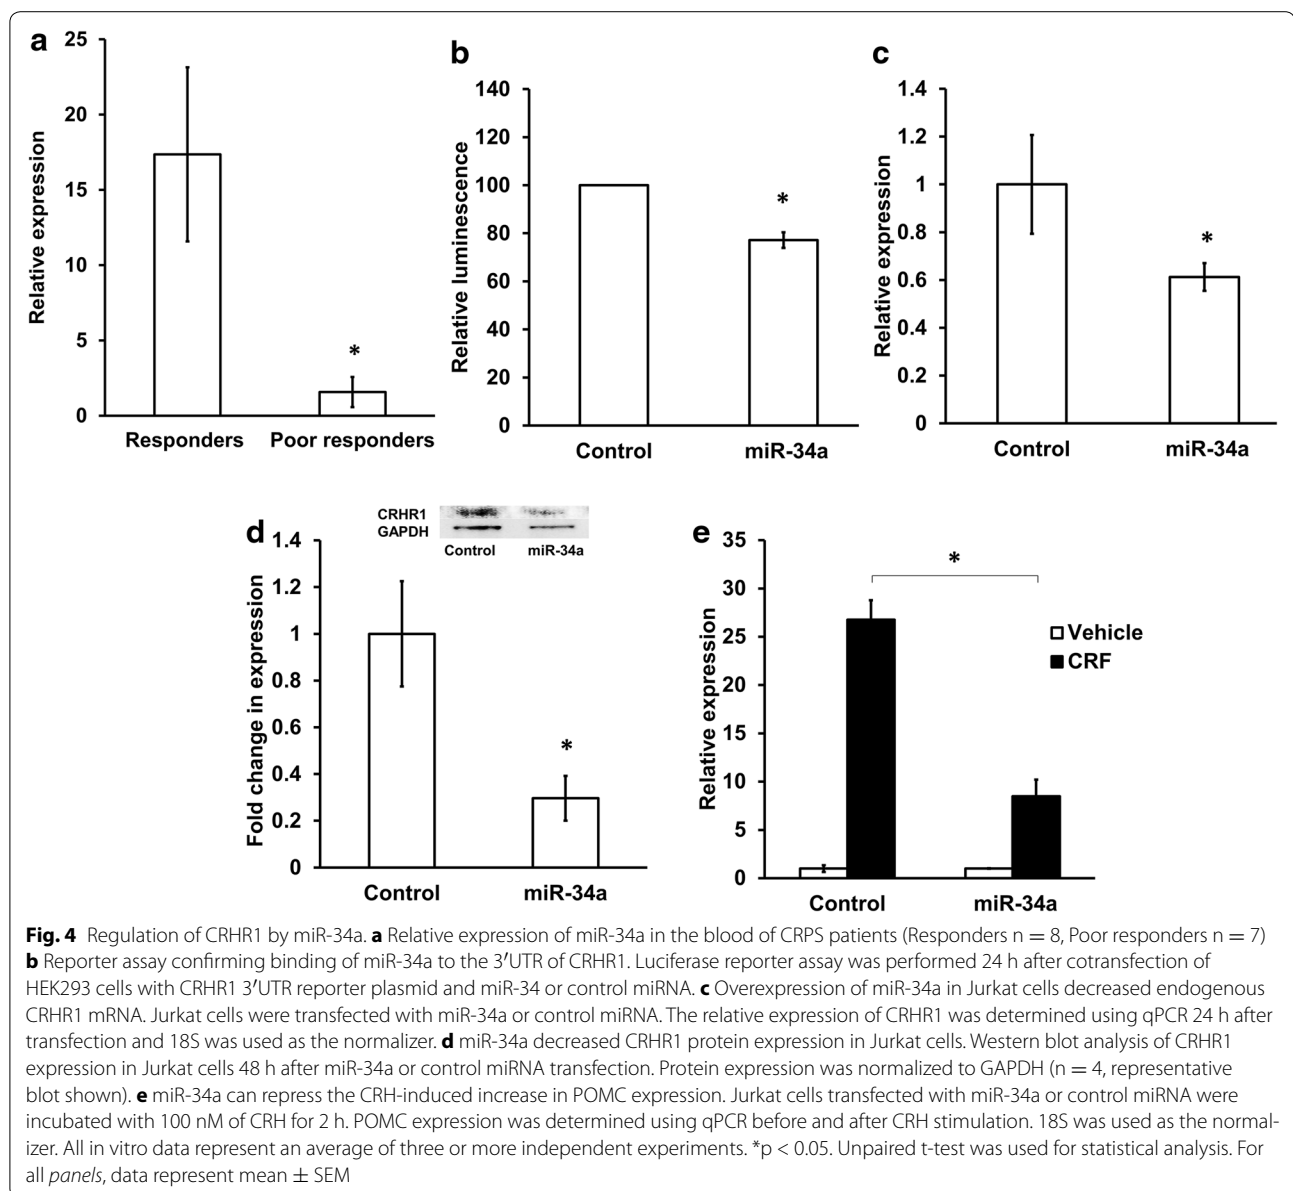 a
25
20
15
10
5
0
Relative expression
Responders Poor responders
*
b
140
120
100
80
60
40
20
0
Relative luminescence
Control miR-34a
*
c
1.4
1.2
1
0.8
0.6
0.4
0.2
0
Relative expression
Control miR-34a
*
d
CRHR1
GAPDH
Control miR-34a
1.4
1.2
1
0.8
0.6
0.4
0.2
0
Fold change in expression
Control miR-34a
*
e
35
30
25
20
15
10
5
0
Relative expression
*
Vehicle
CRF
Control miR-34a
Fig. 4 Regulation of CRHR1 by miR-34a. a Relative expression of miR-34a in the blood of CRPS patients (Responders n = 8, Poor responders n = 7)
b Reporter assay confirming binding of miR-34a to the 3′UTR of CRHR1. Luciferase reporter assay was performed 24 h after cotransfection of
HEK293 cells with CRHR1 3′UTR reporter plasmid and miR-34 or control miRNA. c Overexpression of miR-34a in Jurkat cells decreased endogenous
CRHR1 mRNA. Jurkat cells were transfected with miR-34a or control miRNA. The relative expression of CRHR1 was determined using qPCR 24 h after
transfection and 18S was used as the normalizer. d miR-34a decreased CRHR1 protein expression in Jurkat cells. Western blot analysis of CRHR1
expression in Jurkat cells 48 h after miR-34a or control miRNA transfection. Protein expression was normalized to GAPDH (n = 4, representative
blot shown). e miR-34a can repress the CRH-induced increase in POMC expression. Jurkat cells transfected with miR-34a or control miRNA were
incubated with 100 nM of CRH for 2 h. POMC expression was determined using qPCR before and after CRH stimulation. 18S was used as the normal-
izer. All in vitro data represent an average of three or more independent experiments. *p < 0.05. Unpaired t-test was used for statistical analysis. For
all panels, data represent mean ± SEM